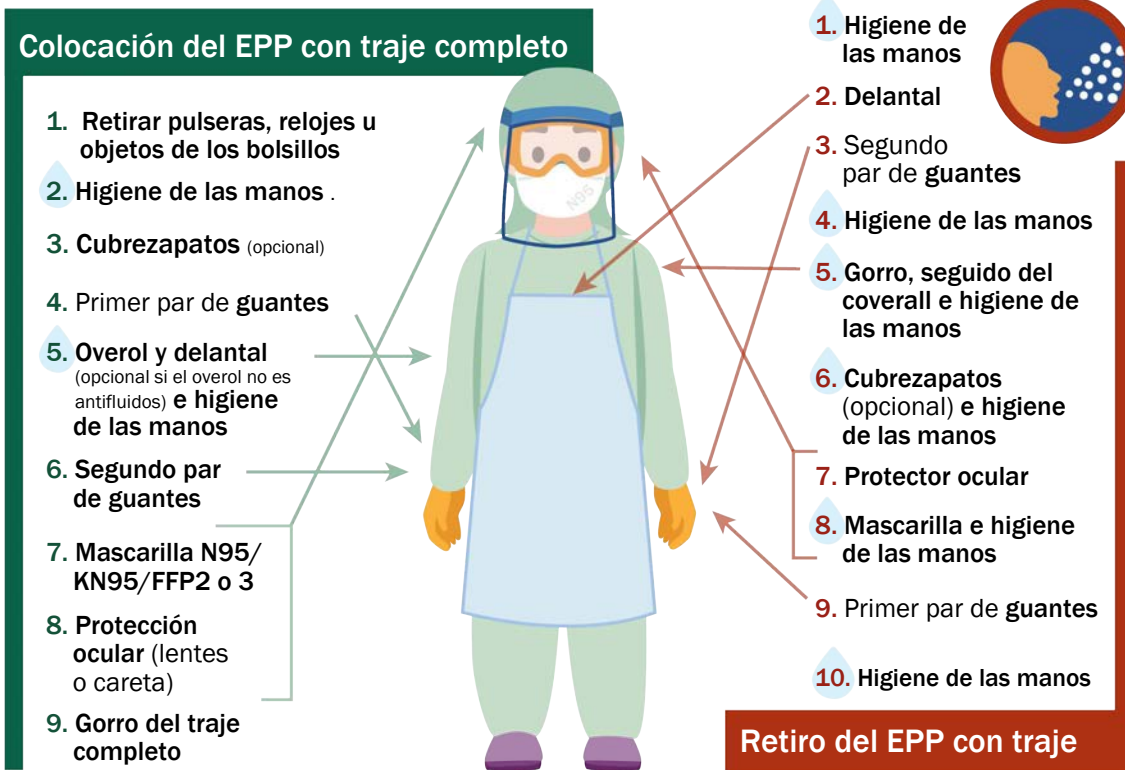 Colocación del EPP con traje completo
1. Retirar pulseras, relojes u
objetos de los bolsillos
2. Higiene de las manos .
3. Cubrezapatos (opcional)
4. Primer par de guantes
5. Overol y delantal
(opcional si el overol no es
antifluidos) e higiene
de las manos
6. Segundo par
de guantes
7. Mascarilla N95/
KN95/FFP2 o 3
8. Protección
ocular (lentes
o careta)
9. Gorro del traje
completo
N95
1. Higiene de
las manos
2. Delantal
3. Segundo
par de guantes
4. Higiene de las manos
5. Gorro, seguido del
coverall e higiene de
las manos
6. Cubrezapatos
(opcional) e higiene
de las manos
7. Protector ocular
8. Mascarilla e higiene
de las manos
9. Primer par de guantes
10. Higiene de las manos
Retiro del EPP con traje